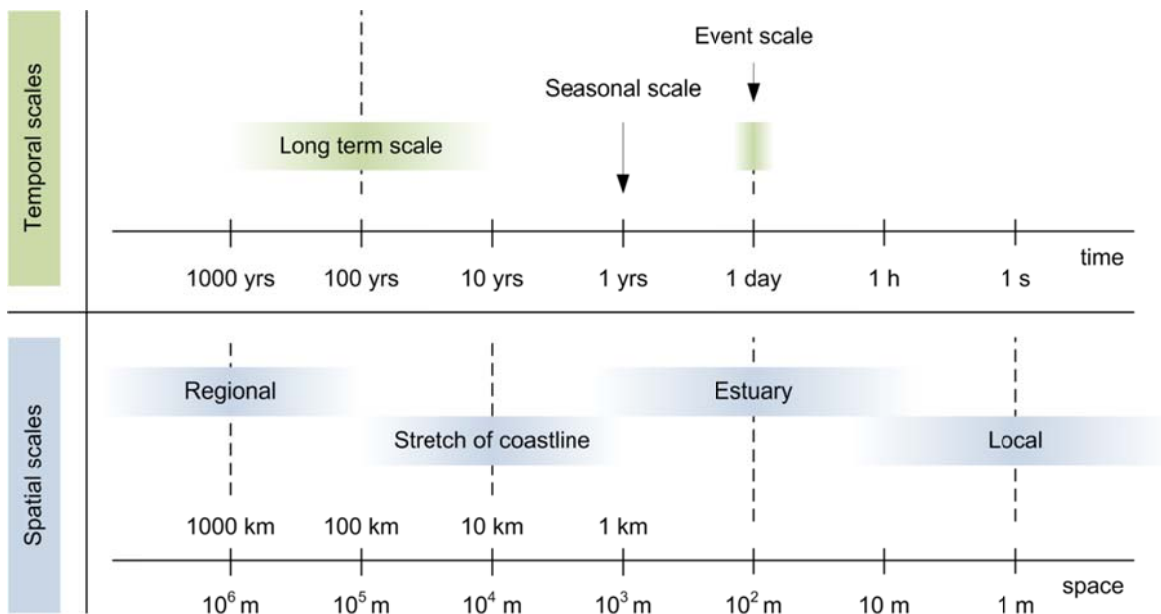 Temporal scales
Event scale
Seasonal scale
Long term scale
time
1000 yrs 100 yrs 10 yrs 1 yrs 1 day 1 h 1 s
Spatial scales
Regional Estuary
Stretch of coastline Local
1000 km 100 km 10 km 1 km
space
10⁶ m 10⁵ m 10⁴ m 10³ m 10² m 10 m 1 m